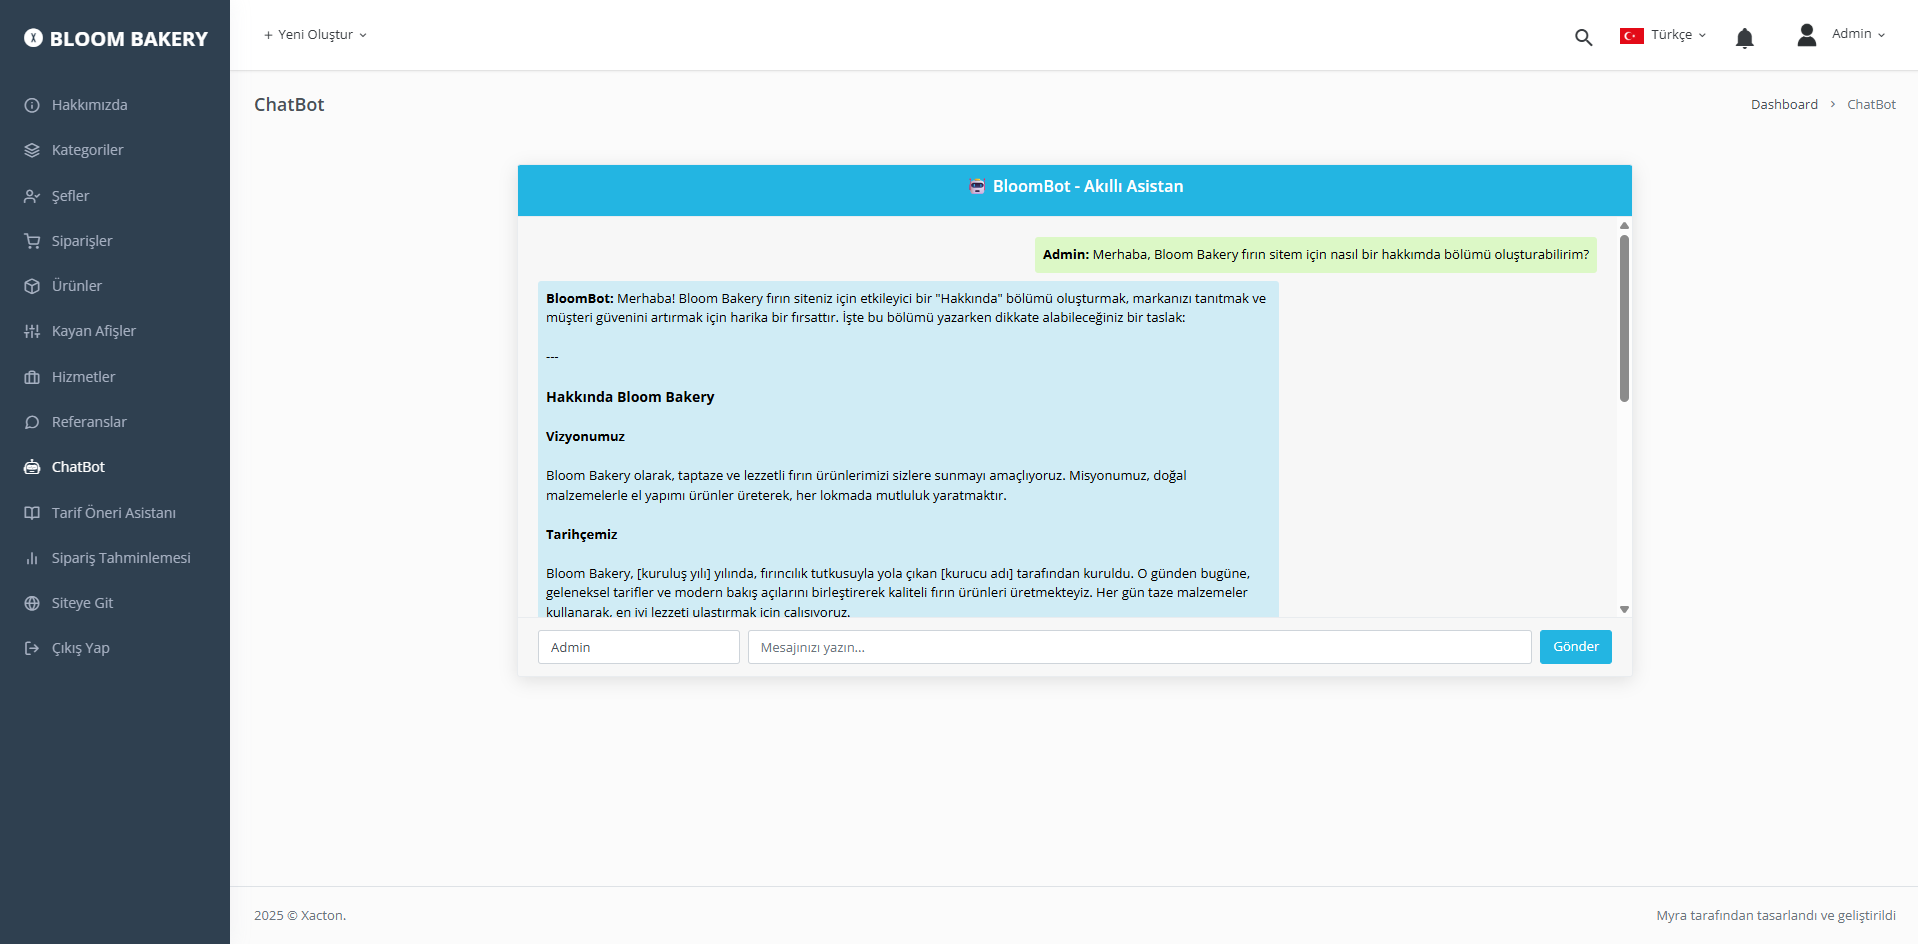 BLOOM BAKERY
Hakkımızda
Kategoriler
Şefler
Siparişler
Ürünler
Kayan Afişler
Hizmetler
Referanslar
ChatBot
Tarif Öneri Asistanı
Sipariş Tahminlemesi
Siteye Git
Çıkış Yap
+ Yeni Oluştur
Türkçe
Admin
ChatBot
Dashboard > ChatBot
BloomBot - Akıllı Asistan
Admin: Merhaba, Bloom Bakery fırın sitem için nasıl bir hakkımda bölümü oluşturabilirim?
BloomBot: Merhaba! Bloom Bakery fırın siteniz için etkileyici bir "Hakkında" bölümü oluşturmak, markanızı tanıtmak ve
müşteri güvenini artırmak için harika bir fırsattır. İşte bu bölümü yazarken dikkate alabileceğiniz bir taslak:
---
Hakkında Bloom Bakery
Vizyonumuz
Bloom Bakery olarak, taptaze ve lezzetli fırın ürünlerimizi sizlere sunmayı amaçlıyoruz. Misyonumuz, doğal
malzemelerle el yapımı ürünler üreterek, her lokmada mutluluk yaratmaktır.
Tarihçemiz
Bloom Bakery, [kuruluş yılı] yılında, fırıncılık tutkusuyla yola çıkan [kurucu adı] tarafından kuruldu. O günden bugüne,
geleneksel tarifler ve modern bakış açılarını birleştirerek kaliteli fırın ürünleri üretmekteyiz. Her gün taze malzemeler
kullanarak, en iyi lezzeti ulaştırmak için çalışıyoruz.
Admin
Mesajınızı yazın...
Gönder
2025 © Xacton.
Myra tarafından tasarlandı ve geliştirildi